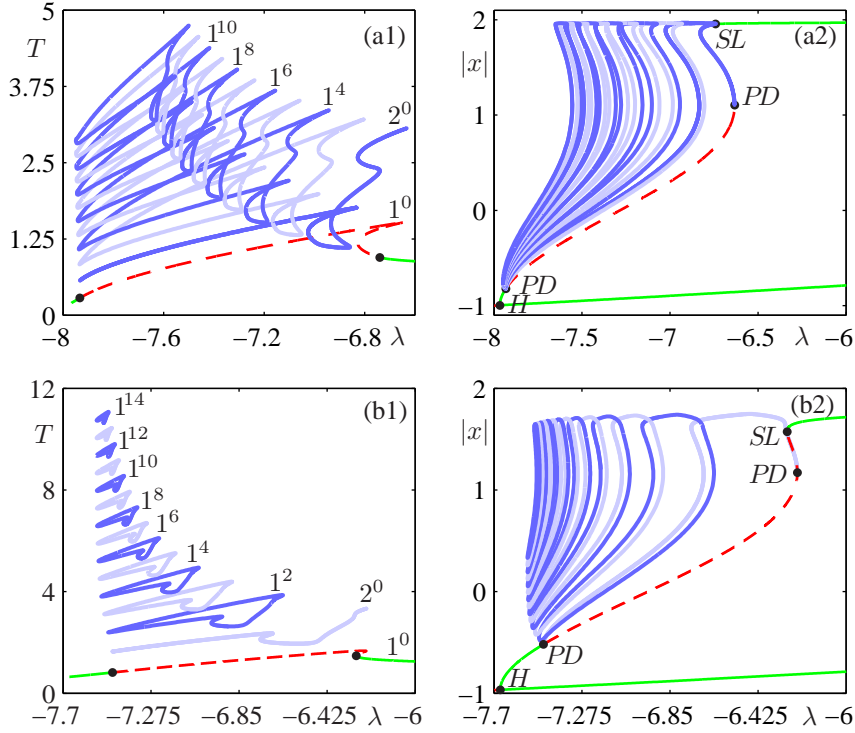 5
T
3.75
2.5
1.25
0
1^10
1^8
1^6
1^4
2^0
1^0
(a1)
−8
−7.6
−7.2
−6.8
λ
2
|x|
1
0
−1
SL
PD
PD
H
(a2)
−8
−7.5
−7
−6.5
λ
−6
12
T
8
4
0
1^14
1^12
1^10
1^8
1^6
1^4
1^2
2^0
1^0
(b1)
−7.7
−7.275
−6.85
−6.425
λ
−6
2
|x|
1
0
−1
SL
PD
PD
H
(b2)
−7.7
−7.275
−6.85
−6.425
λ
−6